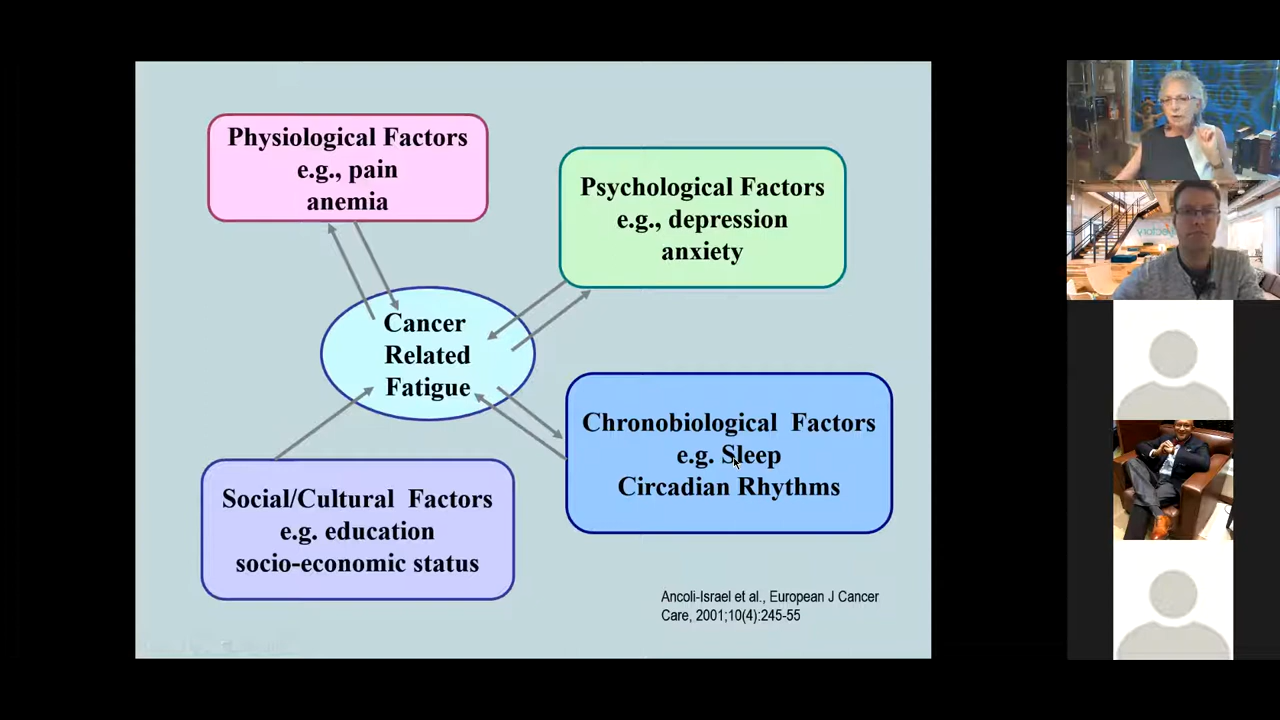 Physiological Factors
e.g., pain
anemia
Psychological Factors
e.g., depression
anxiety
Cancer
Related
Fatigue
Chronobiological Factors
e.g. Sleep
Circadian Rhythms
Social/Cultural Factors
e.g. education
socio-economic status
Ancoli-Israel et al., European J Cancer
Care, 2001;10(4):245-55